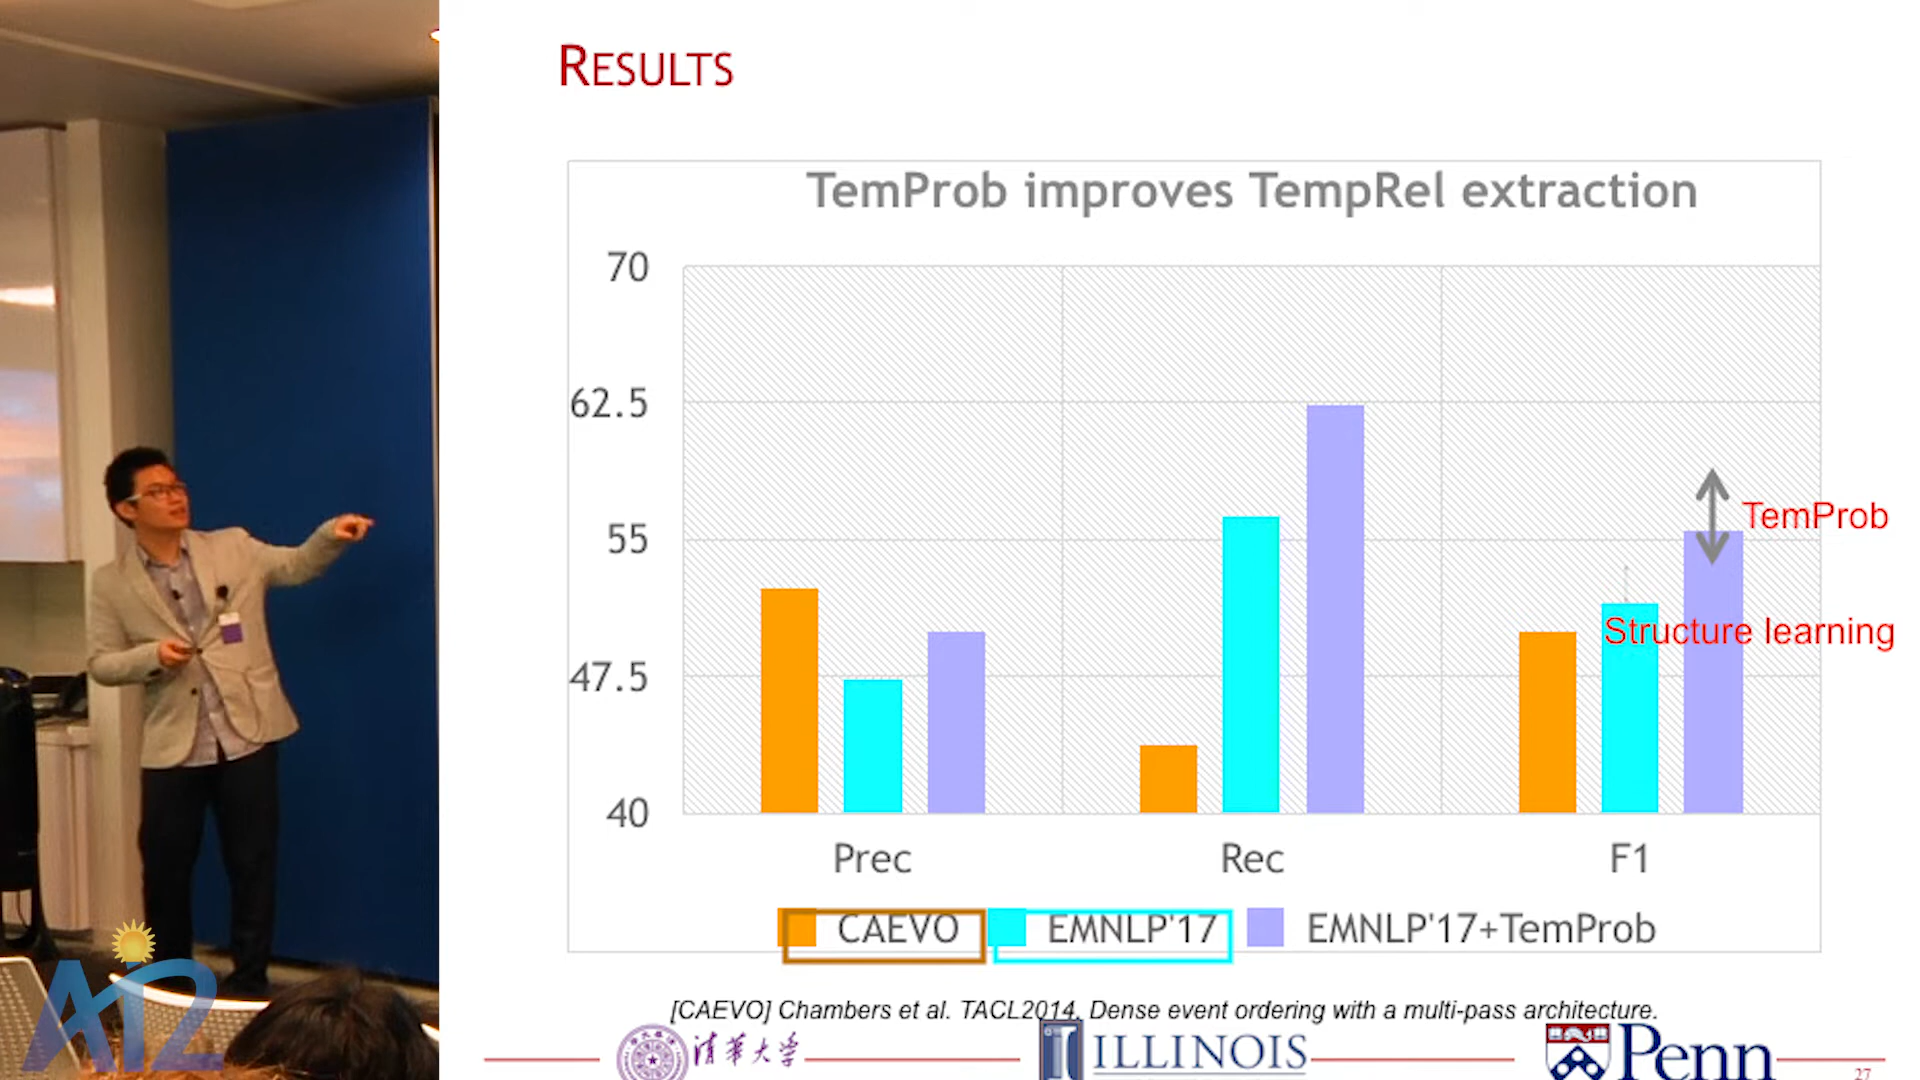 RESULTS
TemProb improves TempRel extraction
70
62.5
55
47.5
40
TemProb
Structure learning
Prec Rec F1
CAEVO EMNLP'17 EMNLP'17+TemProb
[CAEVO] Chambers et al. TACL2014. Dense event ordering with a multi-pass architecture.
清華大学 ILLINOIS Penn
27
AI2